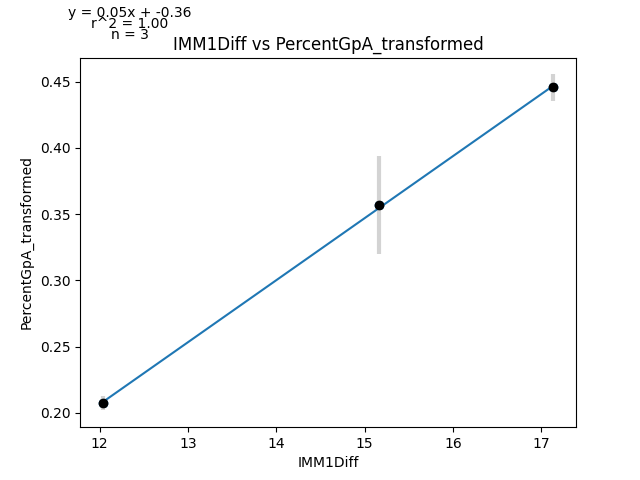 y = 0.05x + -0.36
r^2 = 1.00
n = 3
IMM1Diff vs PercentGpA_transformed
PercentGpA_transformed
0.45
0.40
0.35
0.30
0.25
0.20
12 13 14 15 16 17
IMM1Diff